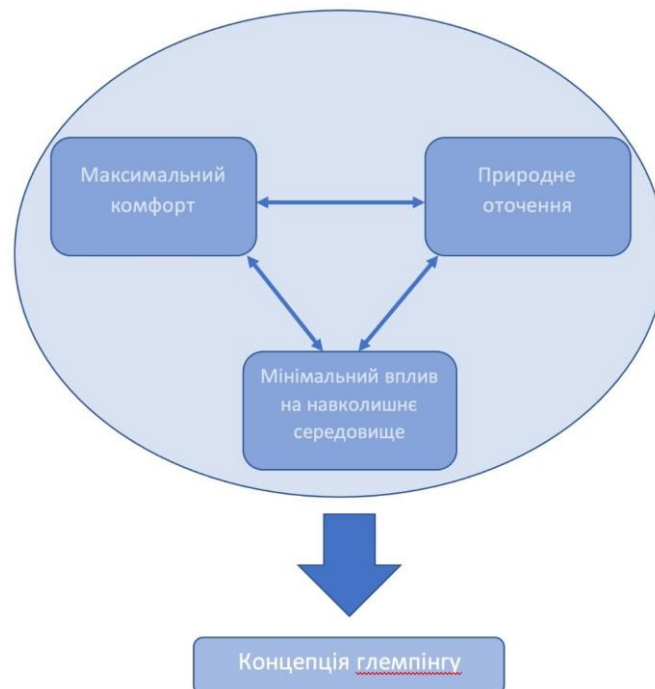 Максимальний
комфорт
Природне
оточення
Мінімальний вплив
на навколишнє
середовище
Концепція глемпінгу